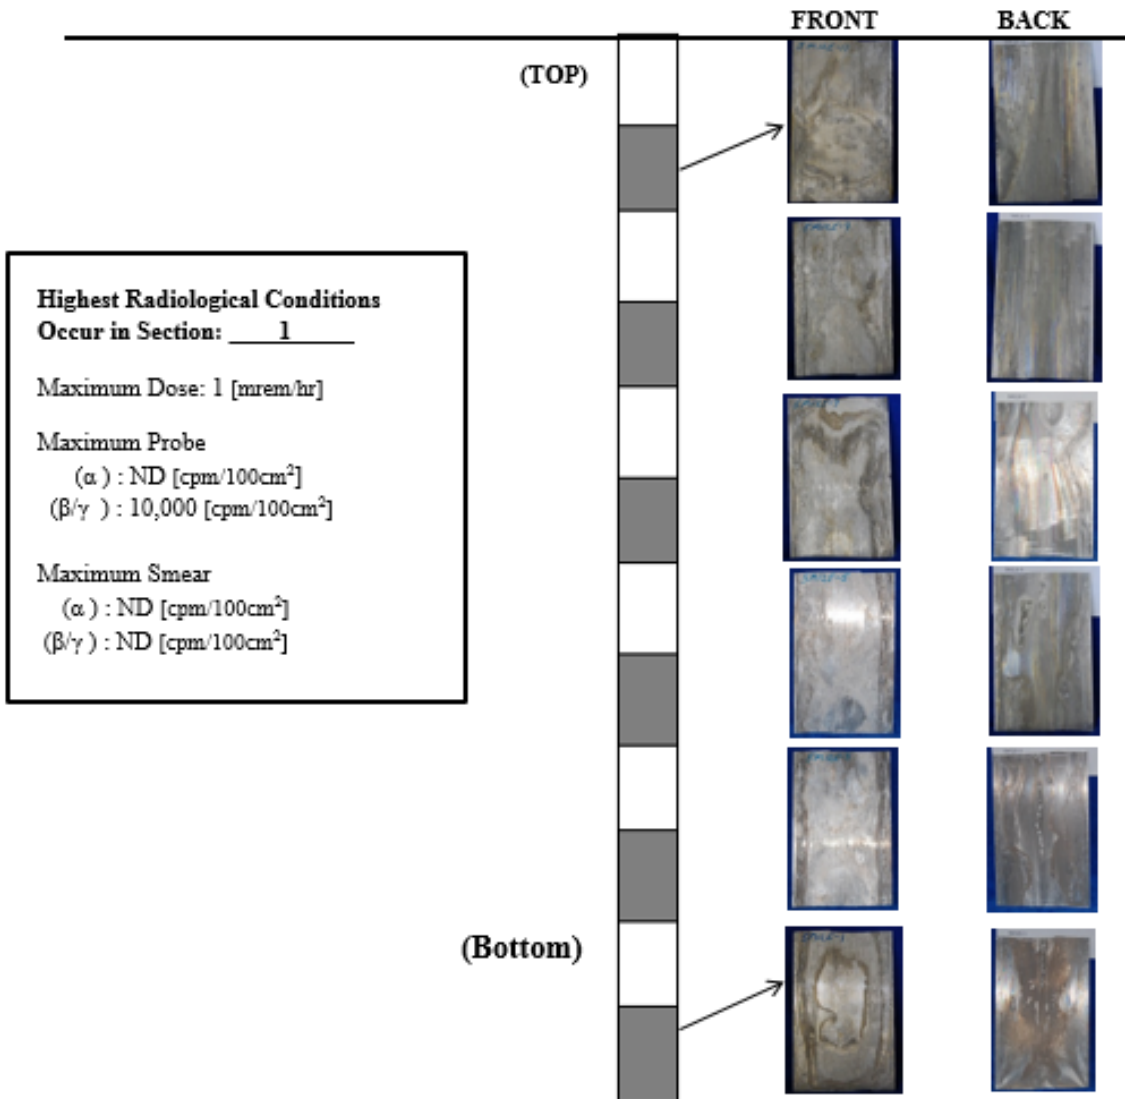 FRONT BACK
(TOP)
Highest Radiological Conditions
Occur in Section: 1
Maximum Dose: 1 [mrem/hr]
Maximum Probe
(α ) : ND [cpm/100cm²]
(β/γ ) : 10,000 [cpm/100cm²]
Maximum Smear
(α ) : ND [cpm/100cm²]
(β/γ ) : ND [cpm/100cm²]
(Bottom)